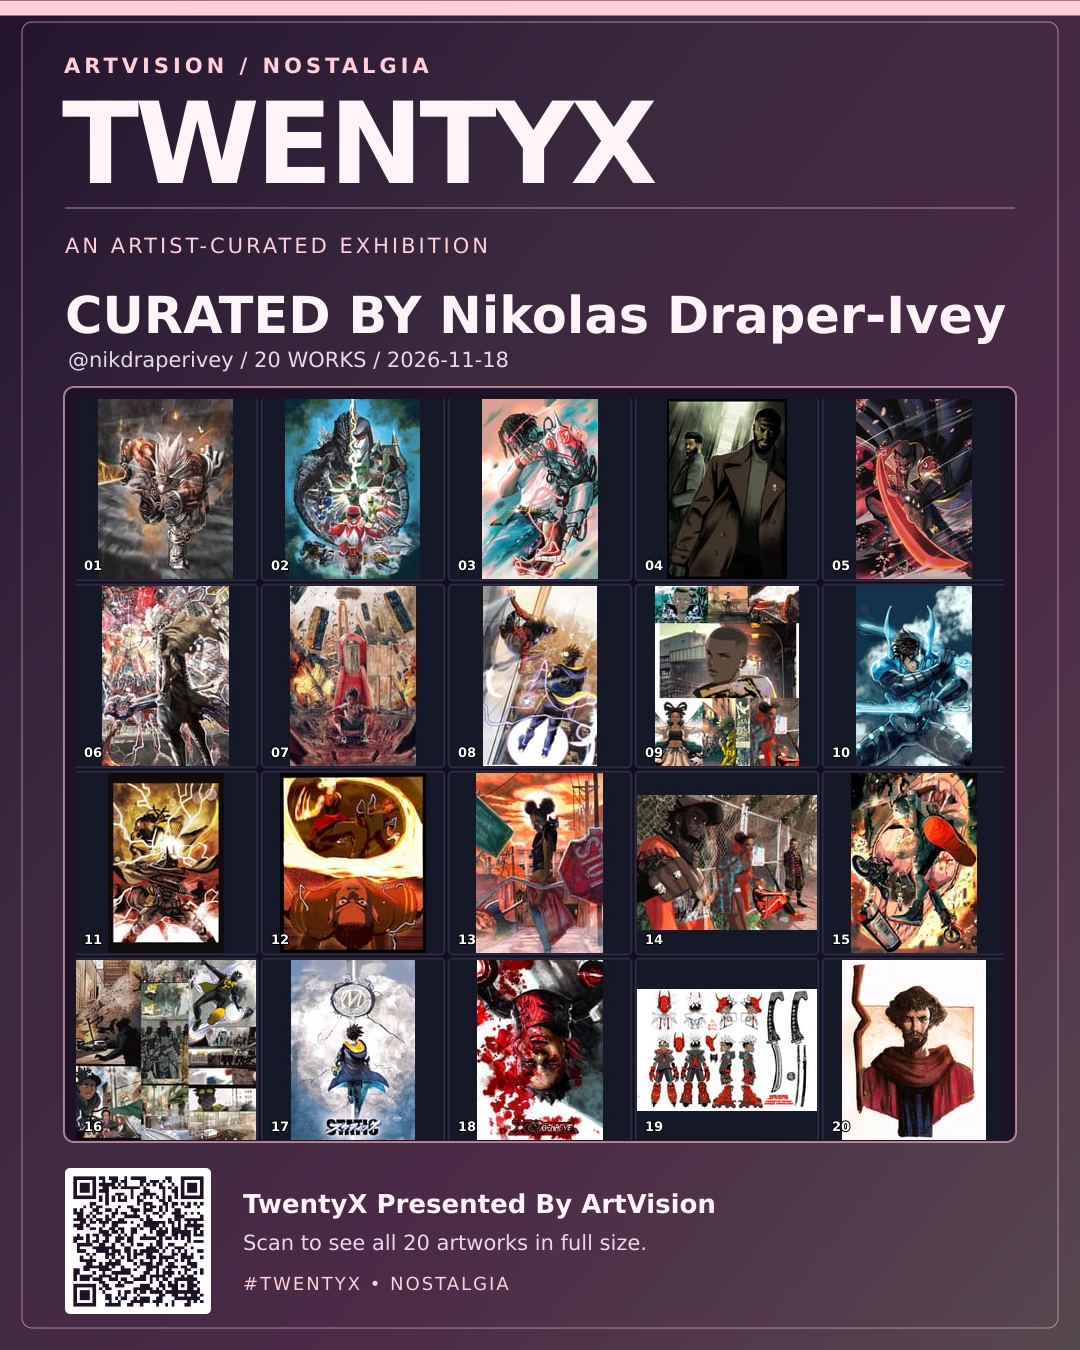 ARTVISION / NOSTALGIA
TWENTYX
AN ARTIST-CURATED EXHIBITION
CURATED BY Nikolas Draper-Ivey
@nikdraperivey / 20 WORKS / 2026-11-18
01
02
03
04
05
06
07
08
09
10
11
12
13
STOP
14
15
16
17
STATIC
18
19
20
TwentyX Presented By ArtVision
Scan to see all 20 artworks in full size.
#TWENTYX • NOSTALGIA